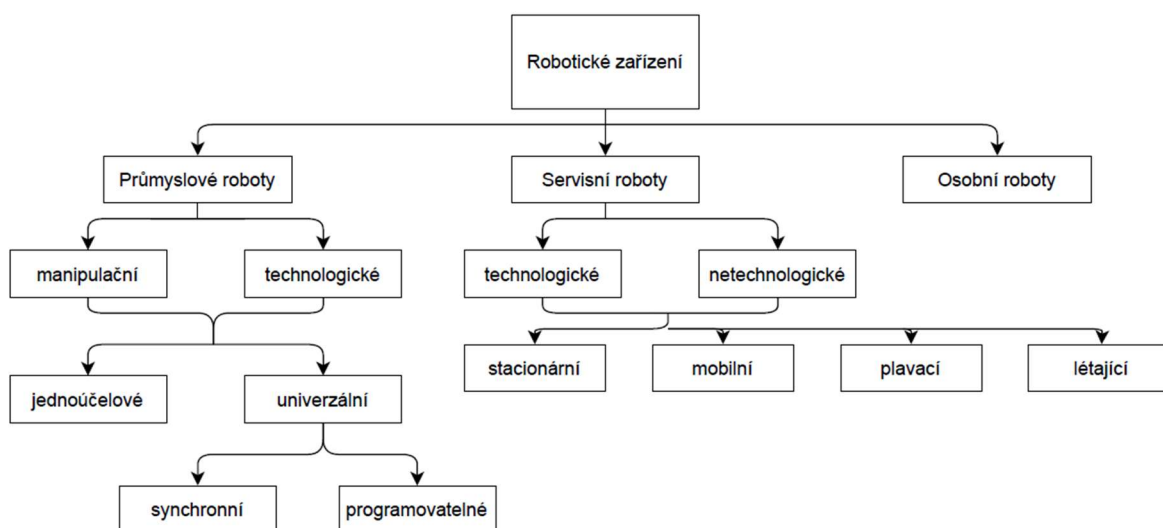 Robotické zařízení
Průmyslové roboty
Servisní roboty
Osobní roboty
manipulační
technologické
technologické
netechnologické
stacionární
mobilní
plavací
létající
jednoúčelové
univerzální
synchronní
programovatelné